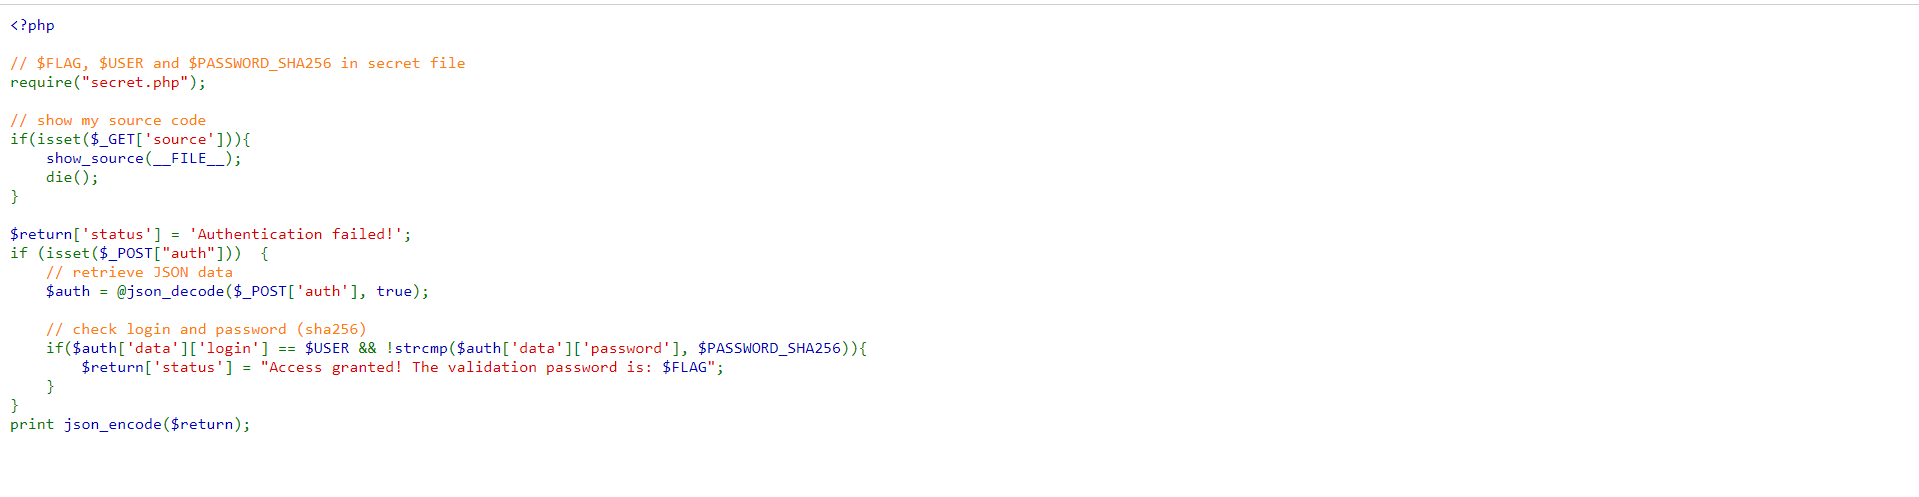 <?php

// $FLAG, $USER and $PASSWORD_SHA256 in secret file
require("secret.php");

// show my source code
if(isset($_GET['source'])){
    show_source(__FILE__);
    die();
}

$return['status'] = 'Authentication failed!';
if (isset($_POST["auth"]))  {
    // retrieve JSON data
    $auth = @json_decode($_POST['auth'], true);

    // check login and password (sha256)
    if($auth['data']['login'] == $USER && !strcmp($auth['data']['password'], $PASSWORD_SHA256)){
        $return['status'] = "Access granted! The validation password is: $FLAG";
    }
}
print json_encode($return);